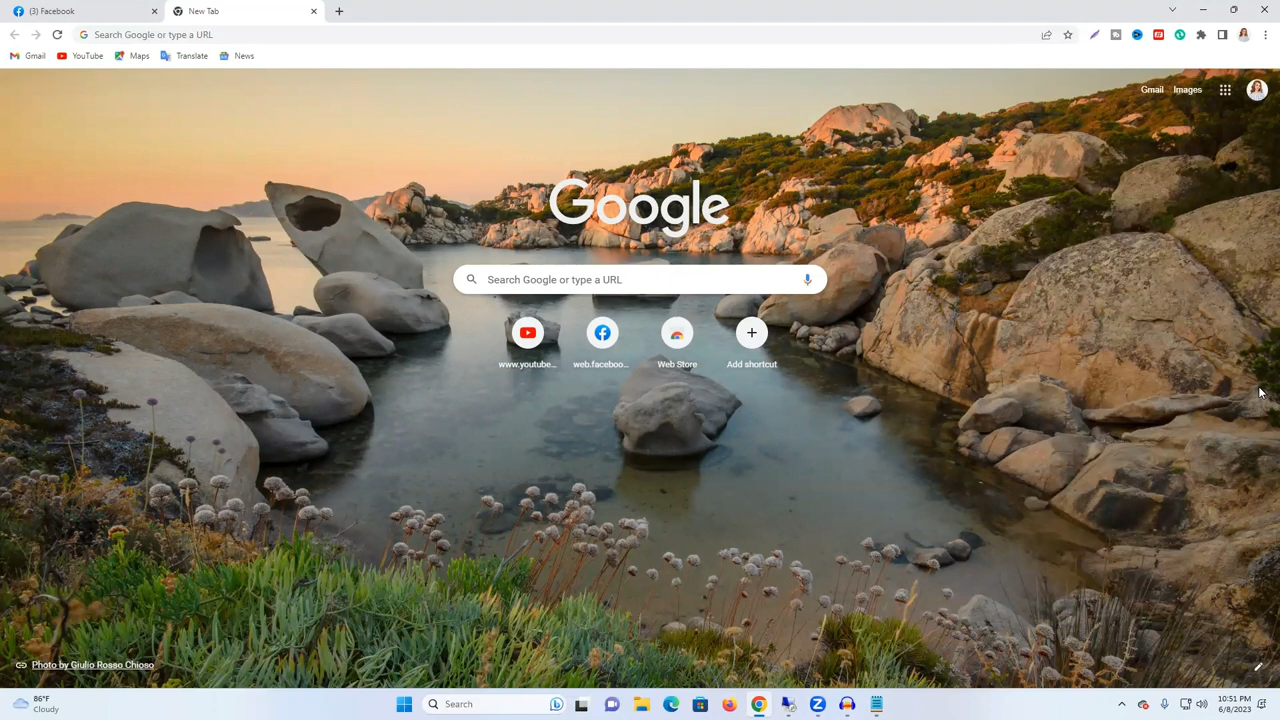 (3) Facebook
New Tab
Search Google or type a URL
Gmail
YouTube
Maps
Translate
News
Gmail
Images
Google
Search Google or type a URL
www.youtube...
web.faceboo...
Web Store
Add shortcut
Photo by Giulio Rosso Chioso
86°F
Cloudy
Search
10:51 PM
6/8/2023